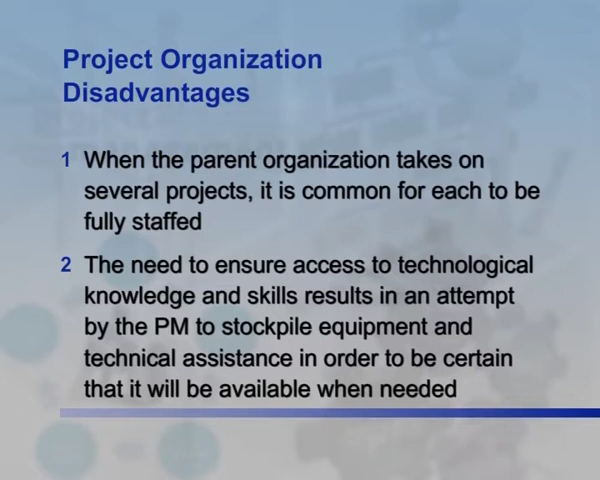 Project Organization
Disadvantages
1 When the parent organization takes on
several projects, it is common for each to be
fully staffed
2 The need to ensure access to technological
knowledge and skills results in an attempt
by the PM to stockpile equipment and
technical assistance in order to be certain
that it will be available when needed